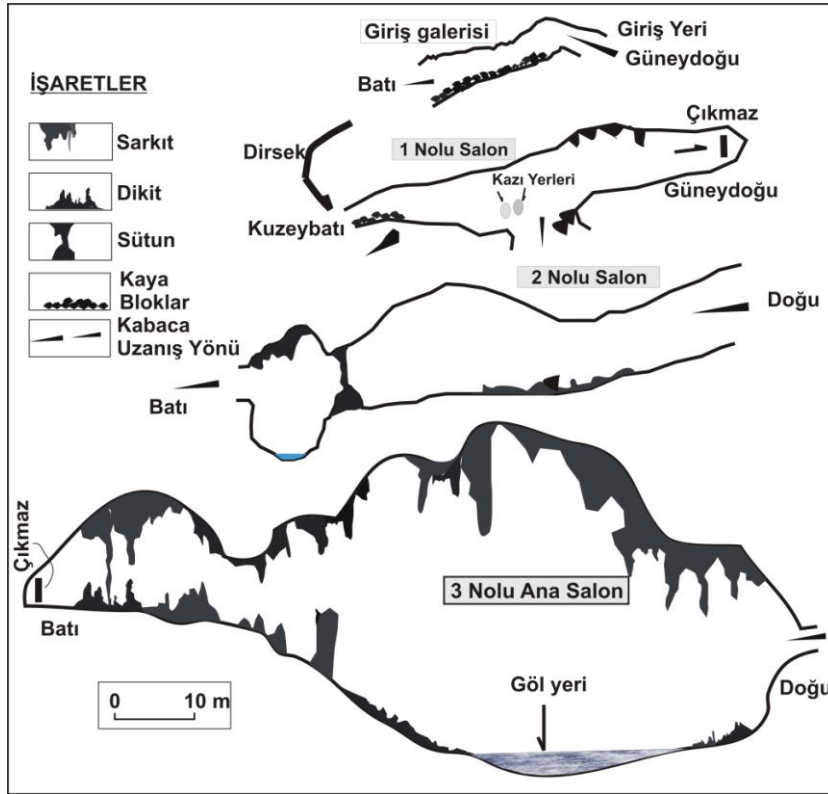 Giriş galerisi
Giriş Yeri
Güneydoğu
Batı
İŞARETLER
Sarkıt
Dikit
Sütun
Kaya
Bloklar
Kabaca
Uzanış Yönü
Çıkmaz
Dirsek
1 Nolu Salon
Kazı Yerleri
Güneydoğu
Kuzeybatı
2 Nolu Salon
Doğu
Batı
Çıkmaz
3 Nolu Ana Salon
Batı
Göl yeri
Doğu
0 10 m